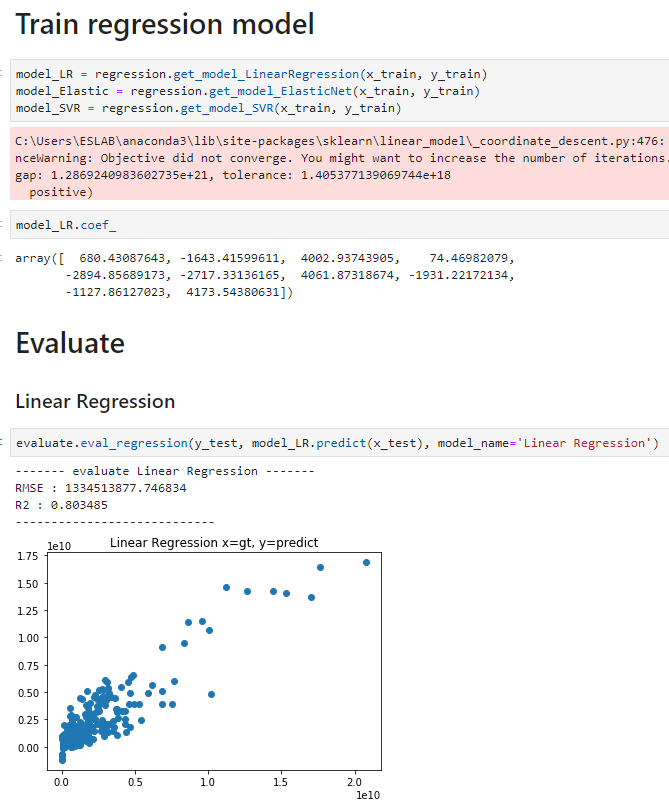 Train regression model
model_LR = regression.get_model_LinearRegression(x_train, y_train)
model_Elastic = regression.get_model_ElasticNet(x_train, y_train)
model_SVR = regression.get_model_SVR(x_train, y_train)
C:\Users\ESLAB\anaconda3\lib\site-packages\sklearn\linear_model\_coordinate_descent.py:476:
nceWarning: Objective did not converge. You might want to increase the number of iterations.
gap: 1.2869240983602735e+21, tolerance: 1.405377139069744e+18
positive)
model_LR.coef_
array([  680.43087643, -1643.41599611,  4002.93743905,    74.46982079,
-2894.85689173, -2717.33136165,  4061.87318674, -1931.22172134,
-1127.86127023,  4173.54380631])
Evaluate
Linear Regression
evaluate.eval_regression(y_test, model_LR.predict(x_test), model_name='Linear Regression')
------- evaluate Linear Regression -------
RMSE : 1334513877.746834
R2 : 0.803485
----------------------------
1e10
Linear Regression x=gt, y=predict
1.75
1.50
1.25
1.00
0.75
0.50
0.25
0.00
0.0 0.5 1.0 1.5 2.0
1e10